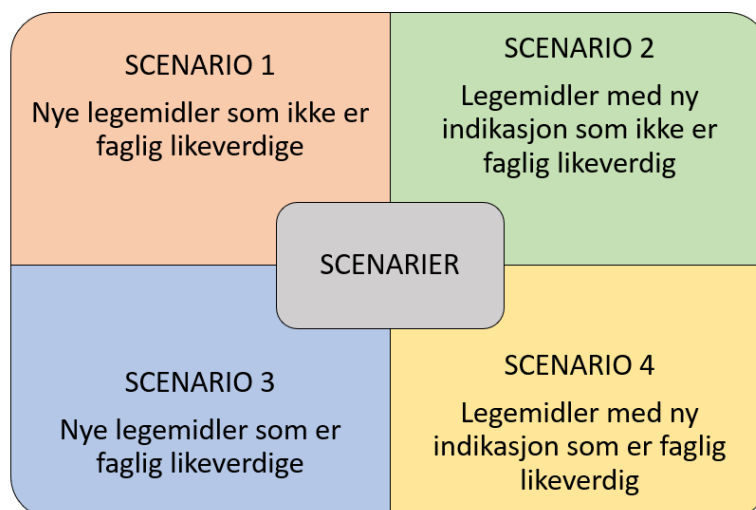 SCENARIO 1
Nye legemidler som ikke er
faglig likeverdige
SCENARIO 2
Legemidler med ny
indikasjon som ikke er
faglig likeverdig
SCENARIER
SCENARIO 3
Nye legemidler som er
faglig likeverdige
SCENARIO 4
Legemidler med ny
indikasjon som er faglig
likeverdig